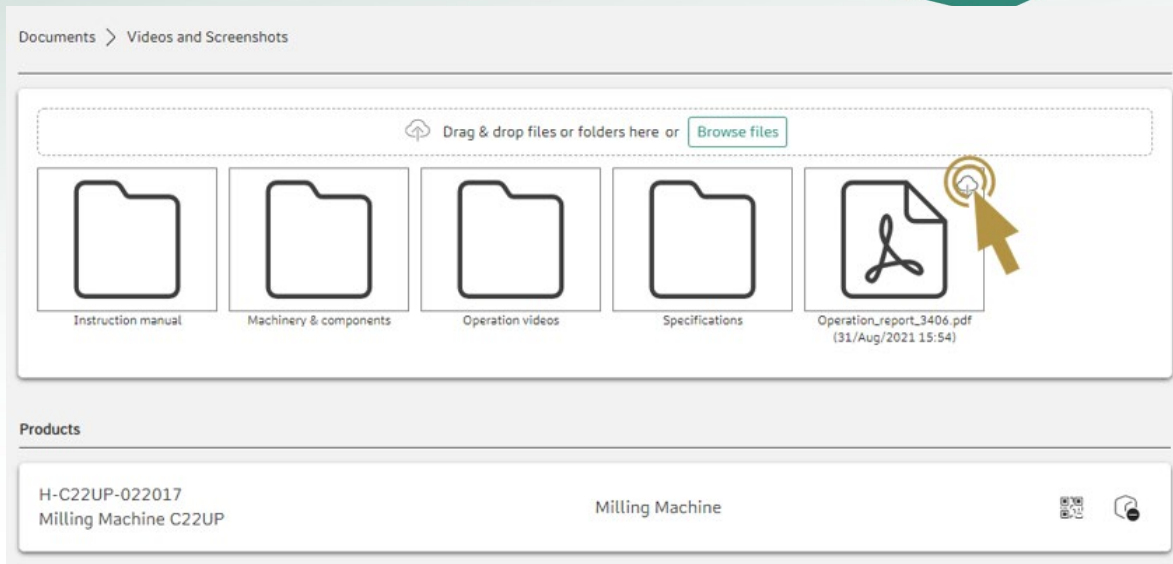 Documents > Videos and Screenshots
Drag & drop files or folders here or Browse files
Instruction manual
Machinery & components
Operation videos
Specifications
Operation_report_3406.pdf
(31/Aug/2021 15:54)
Products
H-C22UP-022017
Milling Machine C22UP
Milling Machine